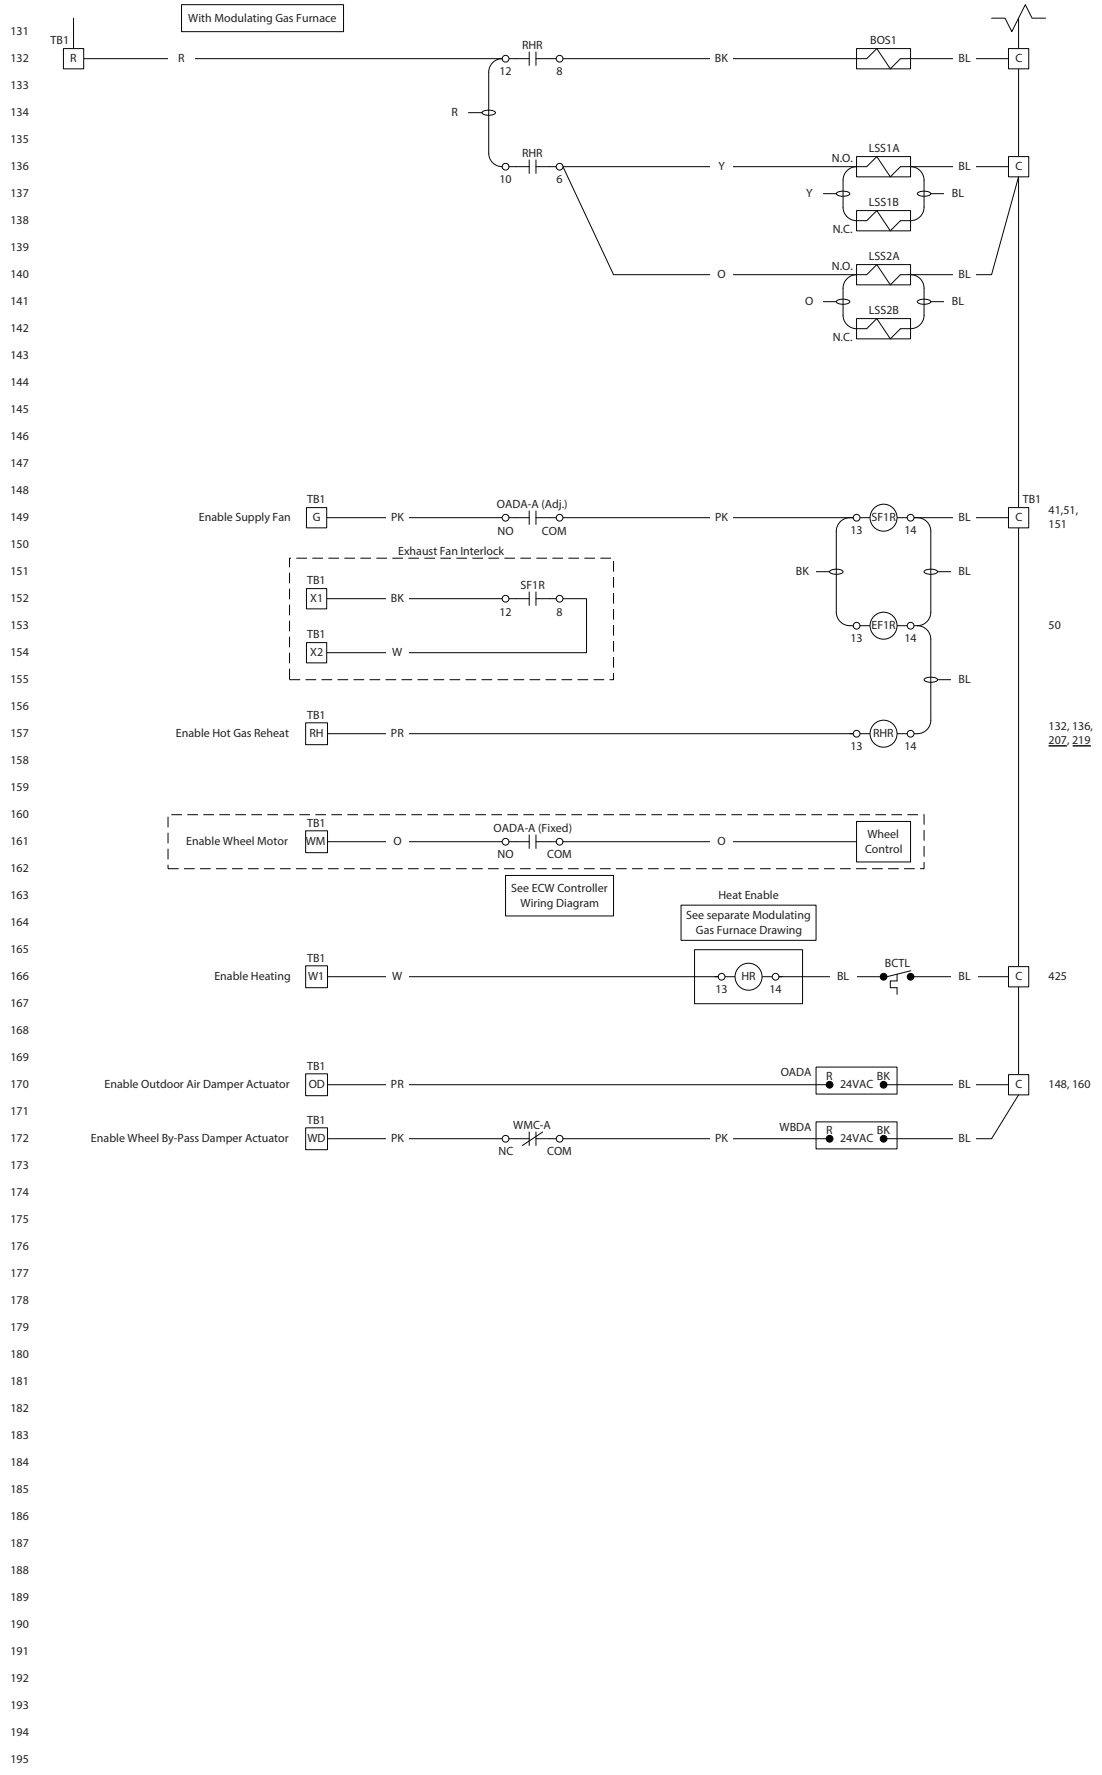 With Modulating Gas Furnace
131
TB1 RHR BOS1
132 R R 12 8 BK BL C
133
134 R
135
RHR LSS1A
136 10 6 Y N.O. BL C
137 Y LSS1B BL
138 N.C.
139
LSS2A
140 O N.O. BL
141 O LSS2B BL
142 N.C.
143
144
145
146
147
148
TB1 OADA-A (Adj.) TB1
149 Enable Supply Fan G PK NO COM PK 13 SF1R 14 BL C 41,51,
151
150
Exhaust Fan Interlock
151 BK BL
TB1 SF1R
152 X1 BK 12 8
153 13 EF1R 14 50
TB1
154 X2 W
155 BL
156
TB1
157 Enable Hot Gas Reheat RH PR 13 RHR 14 132, 136,
207, 219
158
159
160
TB1 OADA-A (Fixed)
161 Enable Wheel Motor WM O NO COM O Wheel
Control
162
163 See ECW Controller
Wiring Diagram
Heat Enable
164 See separate Modulating
Gas Furnace Drawing
165
TB1 BCTL
166 Enable Heating W1 W 13 HR 14 BL BL C 425
167
168
169
TB1
170 Enable Outdoor Air Damper Actuator OD PR OADA R 24VAC BK BL C 148, 160
171
TB1 WMC-A
172 Enable Wheel By-Pass Damper Actuator WD PK NC COM PK WBDA R 24VAC BK BL
173
174
175
176
177
178
179
180
181
182
183
184
185
186
187
188
189
190
191
192
193
194
195